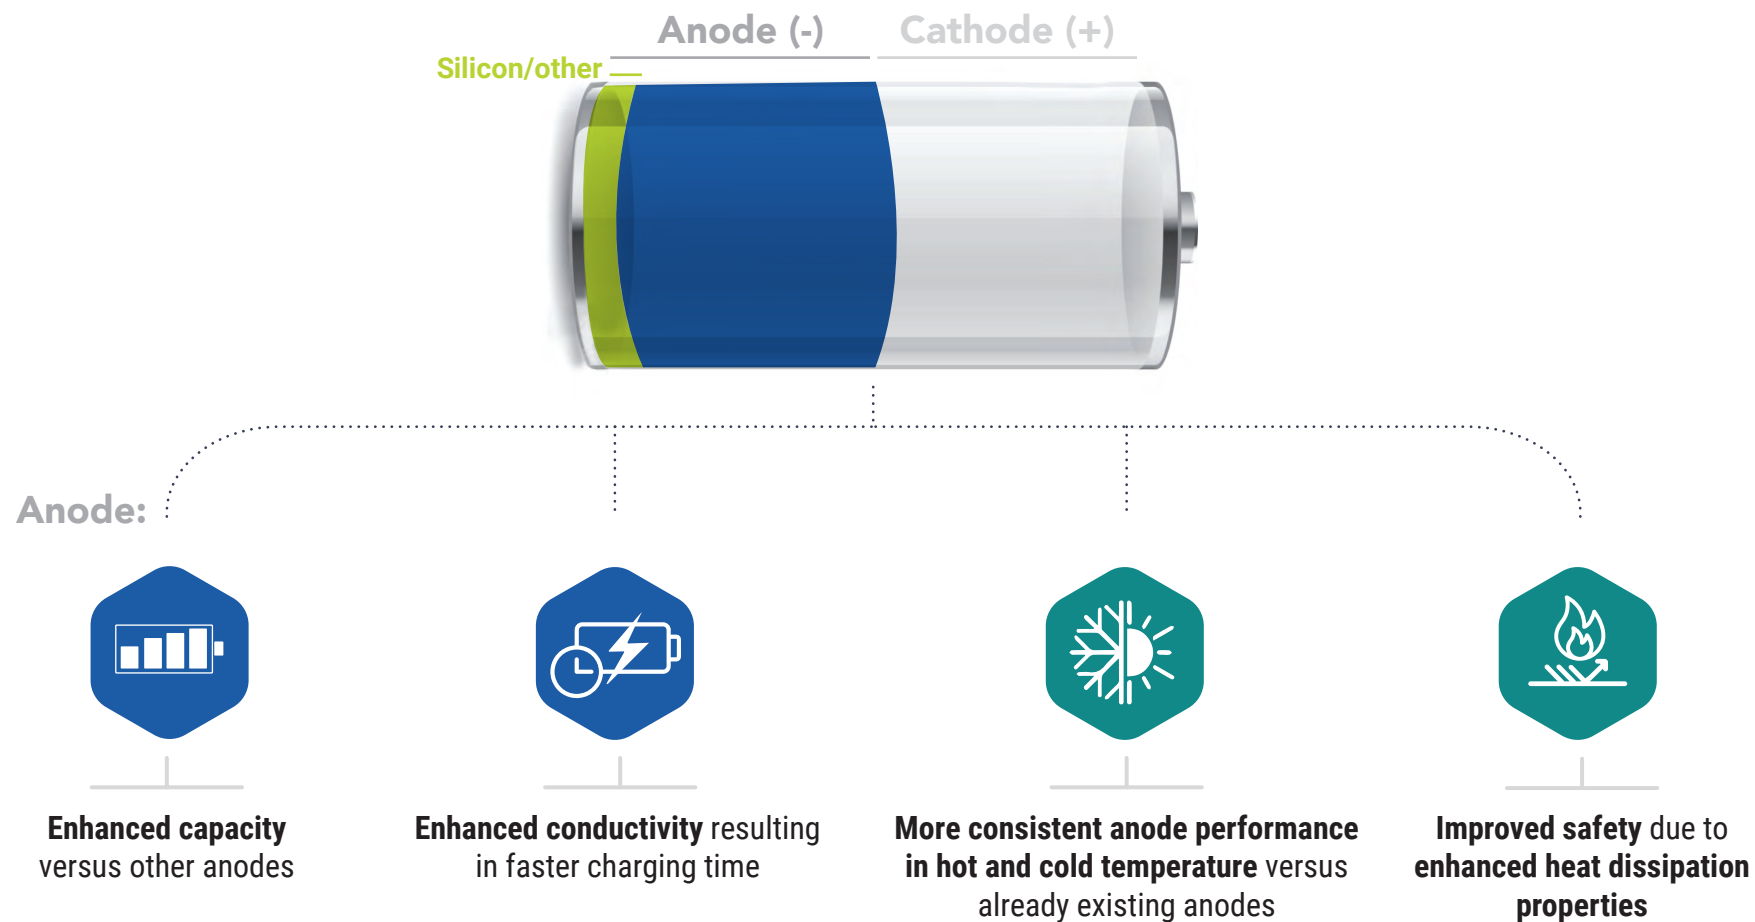 Anode (-)
Cathode (+)
Silicon/other
Anode:
Enhanced capacity
versus other anodes
Enhanced conductivity resulting
in faster charging time
More consistent anode performance
in hot and cold temperature versus
already existing anodes
Improved safety due to
enhanced heat dissipation
properties